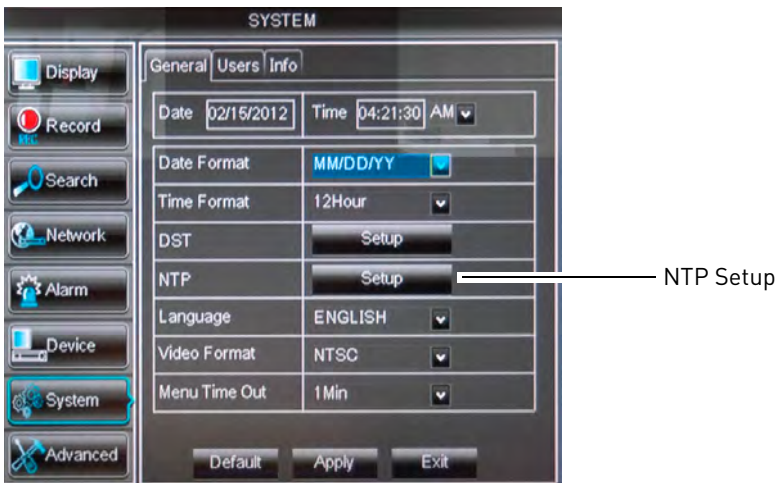 SYSTEM
Display
Record
REC
Search
Network
Alarm
Device
System
Advanced
General Users Info
Date 02/15/2012 Time 04:21:30 AM
Date Format MM/DD/YY
Time Format 12Hour
DST Setup
NTP Setup
Language ENGLISH
Video Format NTSC
Menu Time Out 1Min
Default Apply Exit
NTP Setup